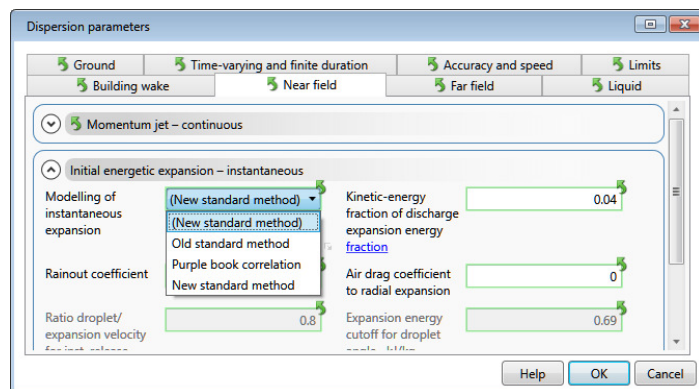 Dispersion parameters
Ground
Time-varying and finite duration
Accuracy and speed
Limits
Building wake
Near field
Far field
Liquid
Momentum jet – continuous
Initial energetic expansion – instantaneous
Modelling of
instantaneous
expansion
(New standard method)
(New standard method)
Old standard method
Purple book correlation
New standard method
Kinetic-energy
fraction of discharge
expansion energy
fraction
0.04
Rainout coefficient
Air drag coefficient
to radial expansion
0
Ratio droplet/
expansion velocity
for inst. release
0.8
Expansion energy
cutoff for droplet
0.69
Help
OK
Cancel